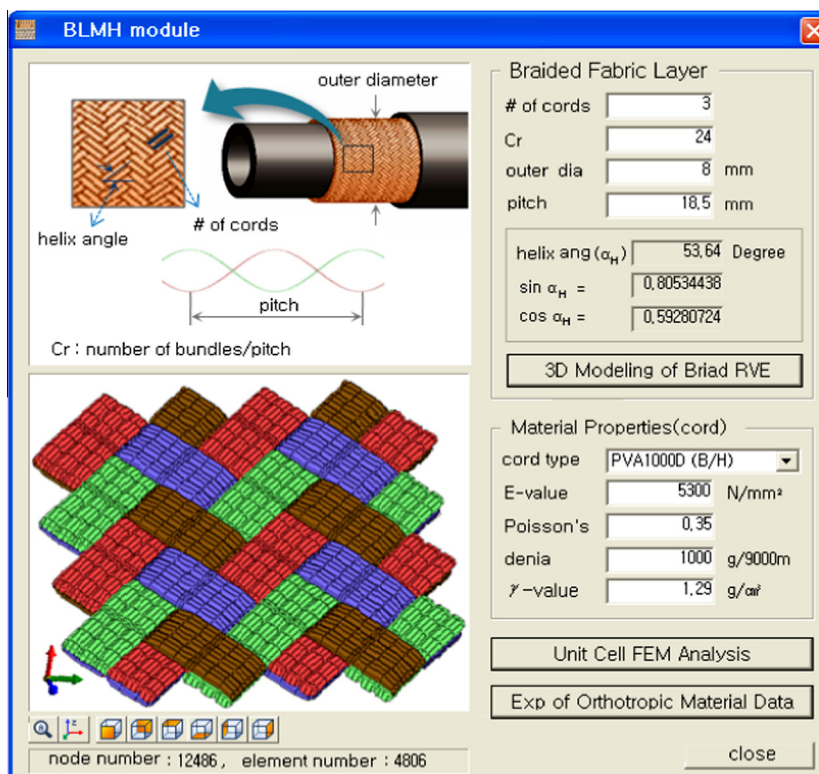 BLMH module
outer diameter
helix angle
# of cords
pitch
Cr : number of bundles/pitch
Braided Fabric Layer
# of cords 3
Cr 24
outer dia 8 mm
pitch 18,5 mm
helix ang (αH) 53,64 Degree
sin αH = 0,80534438
cos αH = 0,59280724
3D Modeling of Briad RVE
Material Properties(cord)
cord type PVA1000D (B/H)
E-value 5300 N/mm²
Poisson's 0,35
denia 1000 g/9000m
γ-value 1,29 g/㎤
Unit Cell FEM Analysis
Exp of Orthotropic Material Data
z
node number : 12486, element number : 4806
close